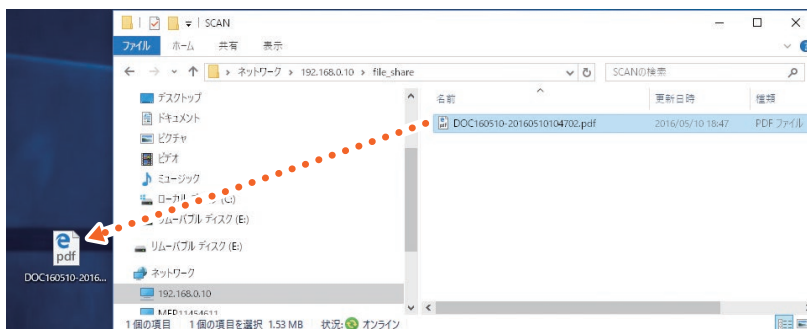 SCAN
ファイル ホーム 共有 表示
ネットワーク > 192.168.0.10 > file_share
SCANの検索
名前 更新日時 種類
DOC160510-20160510104702.pdf 2016/05/10 18:47 PDF ファイル
デスクトップ
ドキュメント
ピクチャ
ビデオ
ミュージック
ローカル ディスク (C:)
リムーバブル ディスク (E:)
リムーバブル ディスク (E:)
ネットワーク
192.168.0.10
MFP11454611
pdf
DOC160510-2016...
1 個の項目 1 個の項目を選択 1.53 MB 状況: オンライン